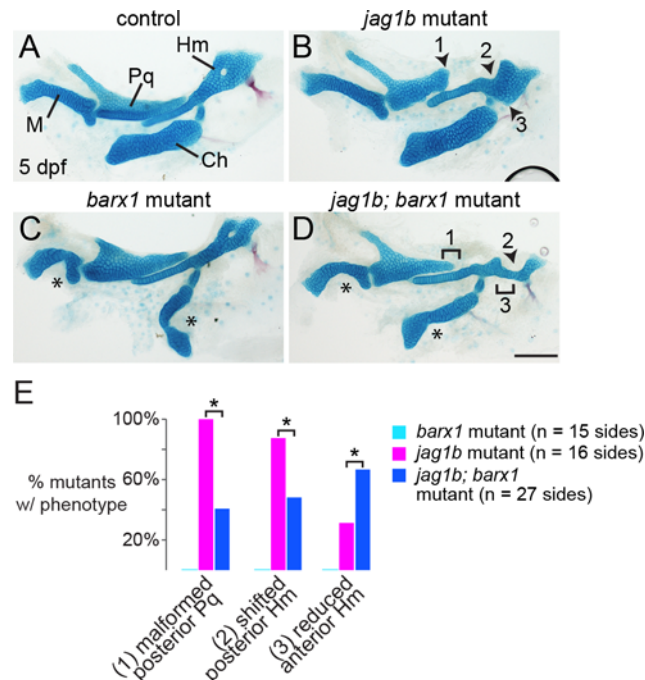 control
jag1b mutant
A
Hm
Pq
M
Ch
5 dpf
B
1
2
3
barx1 mutant
jag1b; barx1 mutant
C
*
*
D
1
2
3
*
*
E
100%
60%
20%
% mutants
w/ phenotype
*
*
*
barx1 mutant (n = 15 sides)
jag1b mutant (n = 16 sides)
jag1b; barx1
mutant (n = 27 sides)
(1) malformed
posterior Pq
(2) shifted
posterior Hm
(3) reduced
anterior Hm